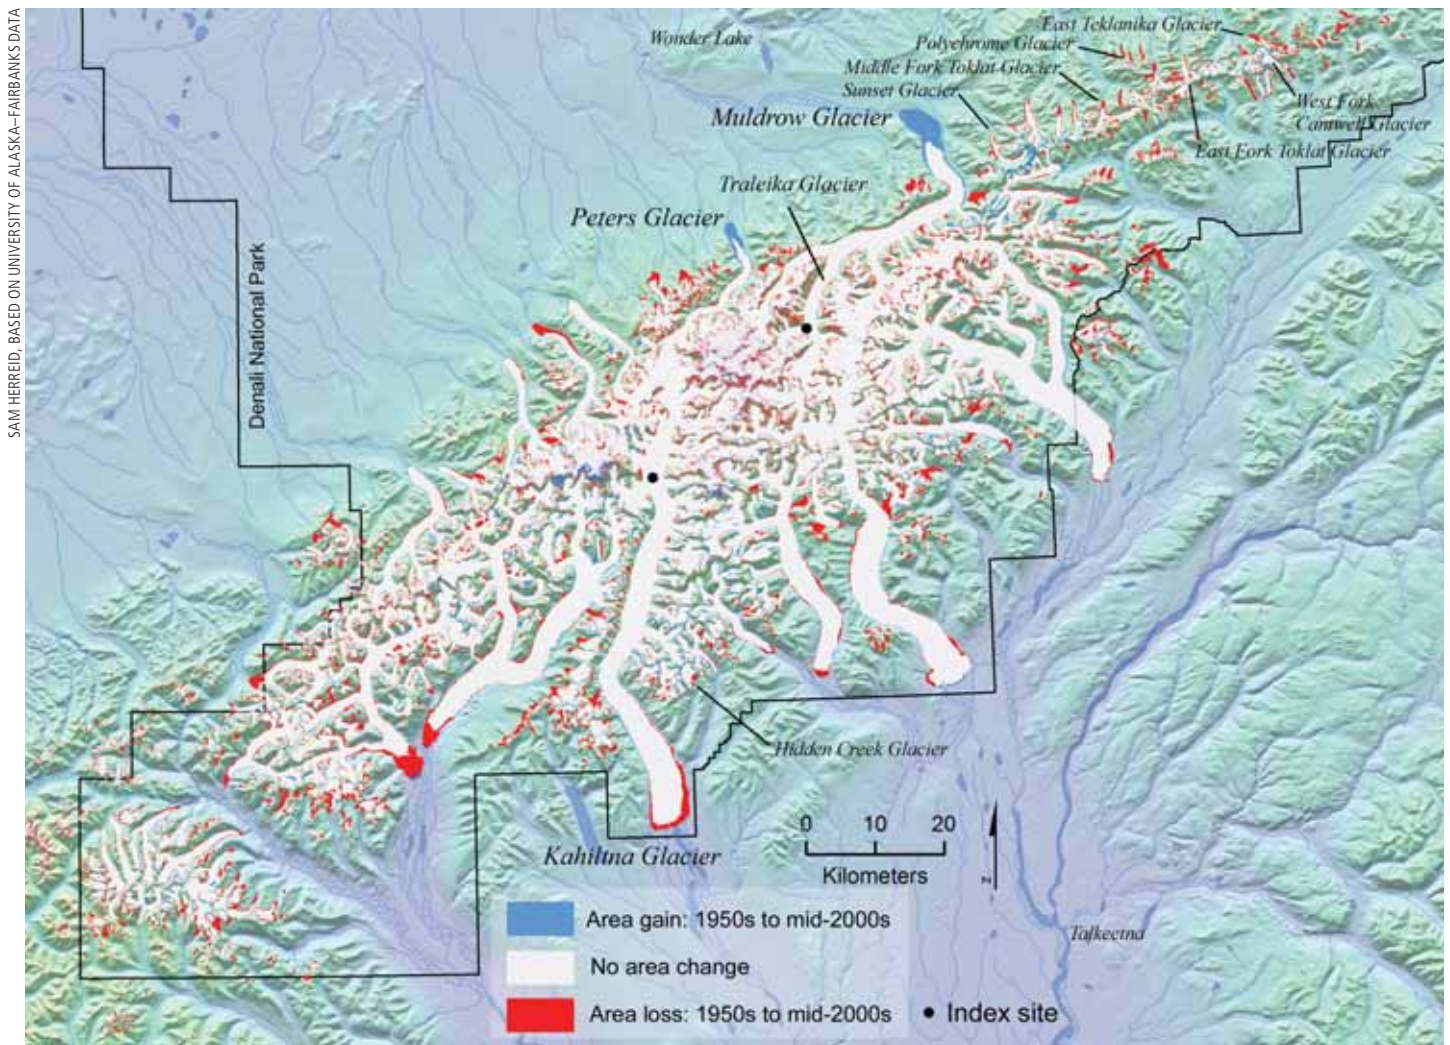 SAM HERREID, BASED ON UNIVERSITY OF ALASKA–FAIRBANKS DATA
East Teklanika Glacier
Wonder Lake
Polychrome Glacier
Middle Fork Toklat Glacier
Sunset Glacier
West Fork
Cantwell Glacier
Muldrow Glacier
East Fork Toklat Glacier
Traleika Glacier
Peters Glacier
Denali National Park
Hidden Creek Glacier
Kahiltna Glacier
0 10 20
Kilometers
N
Area gain: 1950s to mid-2000s
Talkeetna
No area change
Area loss: 1950s to mid-2000s
Index site